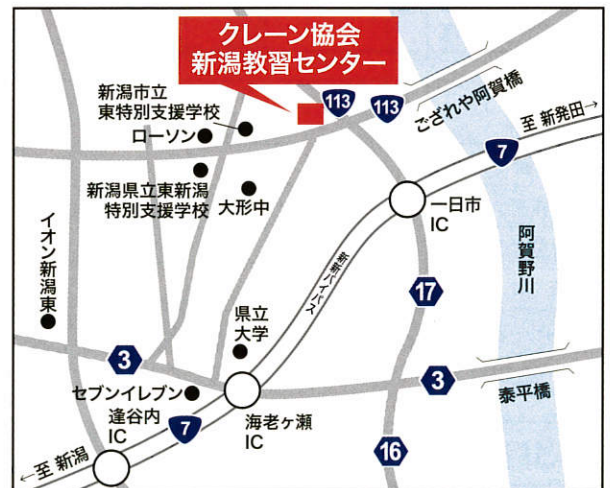 クレーン協会
新潟教習センター
新潟市立
東特別支援学校
ローソン
113
113
ござれや阿賀橋
至 新発田→
7
新潟県立東新潟
特別支援学校
大形中
一日市
IC
イオン新潟東
新新バイパス
阿賀野川
17
県立
大学
3
3
セブンイレブン
泰平橋
逢谷内
IC
7
海老ヶ瀬
IC
16
←至 新潟